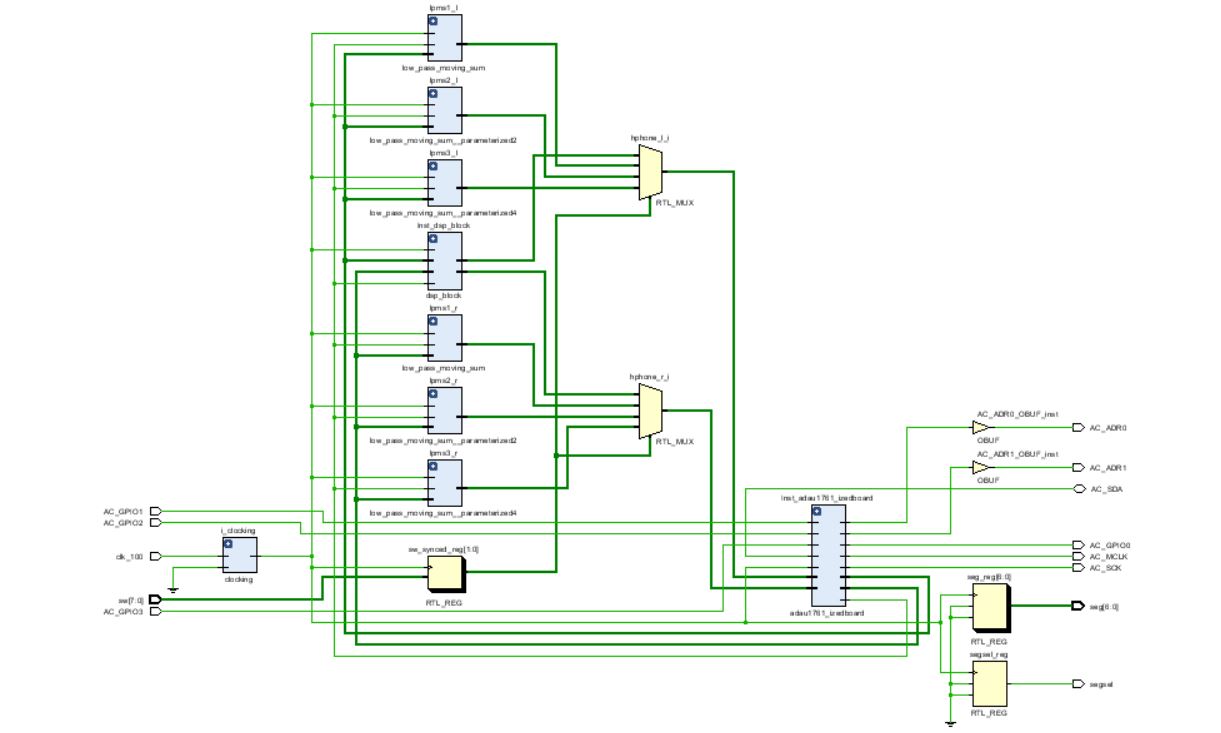 lpms1_l
low_pass_moving_sum
lpms2_l
low_pass_moving_sum__parameterized2
hphone_l_i
lpms3_l
RTL_MUX
low_pass_moving_sum__parameterized4
inst_dsp_block
dsp_block
lpms1_r
low_pass_moving_sum
hphone_r_i
lpms2_r
low_pass_moving_sum__parameterized2
RTL_MUX
lpms3_r
low_pass_moving_sum__parameterized4
AC_ADR0_OBUF_inst
AC_ADR0
OBUF
AC_ADR1_OBUF_inst
AC_ADR1
OBUF
AC_SDA
Inst_adau1761_izedboard
AC_GPIO1
AC_GPIO2
i_clocking
clk_100
clocking
sw_synced_reg[1:0]
AC_GPIO0
AC_MCLK
AC_SCK
seg_reg[6:0]
sw[7:0]
RTL_REG
seg[6:0]
AC_GPIO3
adau1761_izedboard
RTL_REG
segsel_reg
segsel
RTL_REG